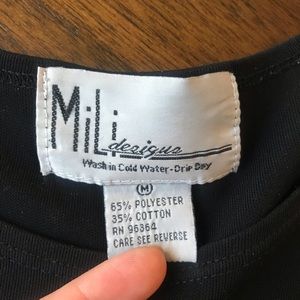 MiLi
designs
Wash in Cold Water-Drip Dry
M
65% POLYESTER
35% COTTON
RN 96364
CARE SEE REVERSE